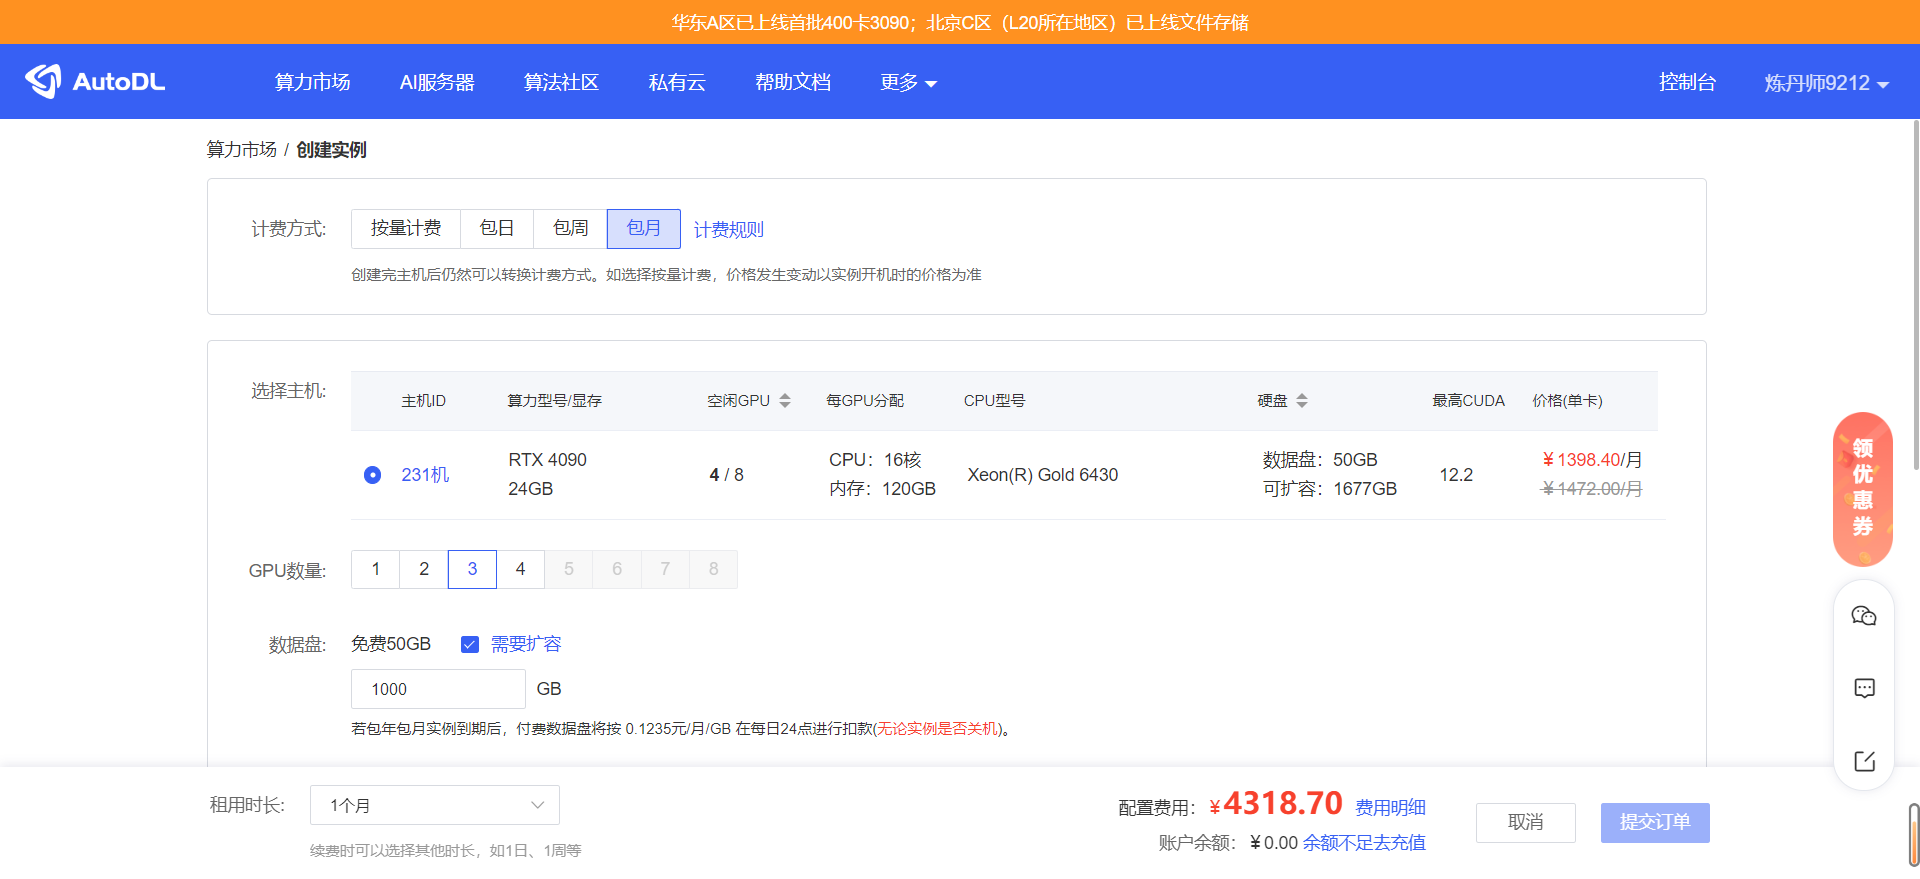 华东A区已上线首批400卡3090；北京C区（L20所在地区）已上线文件存储
AutoDL 算力市场 AI服务器 算法社区 私有云 帮助文档 更多 控制台 炼丹师9212
算力市场 / 创建实例
计费方式: 按量计费 包日 包周 包月 计费规则
创建完主机后仍然可以转换计费方式。如选择按量计费，价格发生变动以实例开机时的价格为准
选择主机: 主机ID 算力型号/显存 空闲GPU 每GPU分配 CPU型号 硬盘 最高CUDA 价格(单卡)
231机 RTX 4090 24GB 4 / 8 CPU：16核 内存：120GB Xeon(R) Gold 6430 数据盘：50GB 可扩容：1677GB 12.2 ￥1398.40/月 ￥1472.00/月
GPU数量: 1 2 3 4 5 6 7 8
数据盘: 免费50GB 需要扩容
1000 GB
若包年包月实例到期后，付费数据盘将按 0.1235元/月/GB 在每日24点进行扣款(无论实例是否关机)。
领优惠券
租用时长: 1个月
续费时可以选择其他时长，如1日、1周等
配置费用：￥4318.70 费用明细
账户余额：￥0.00 余额不足去充值
取消 提交订单